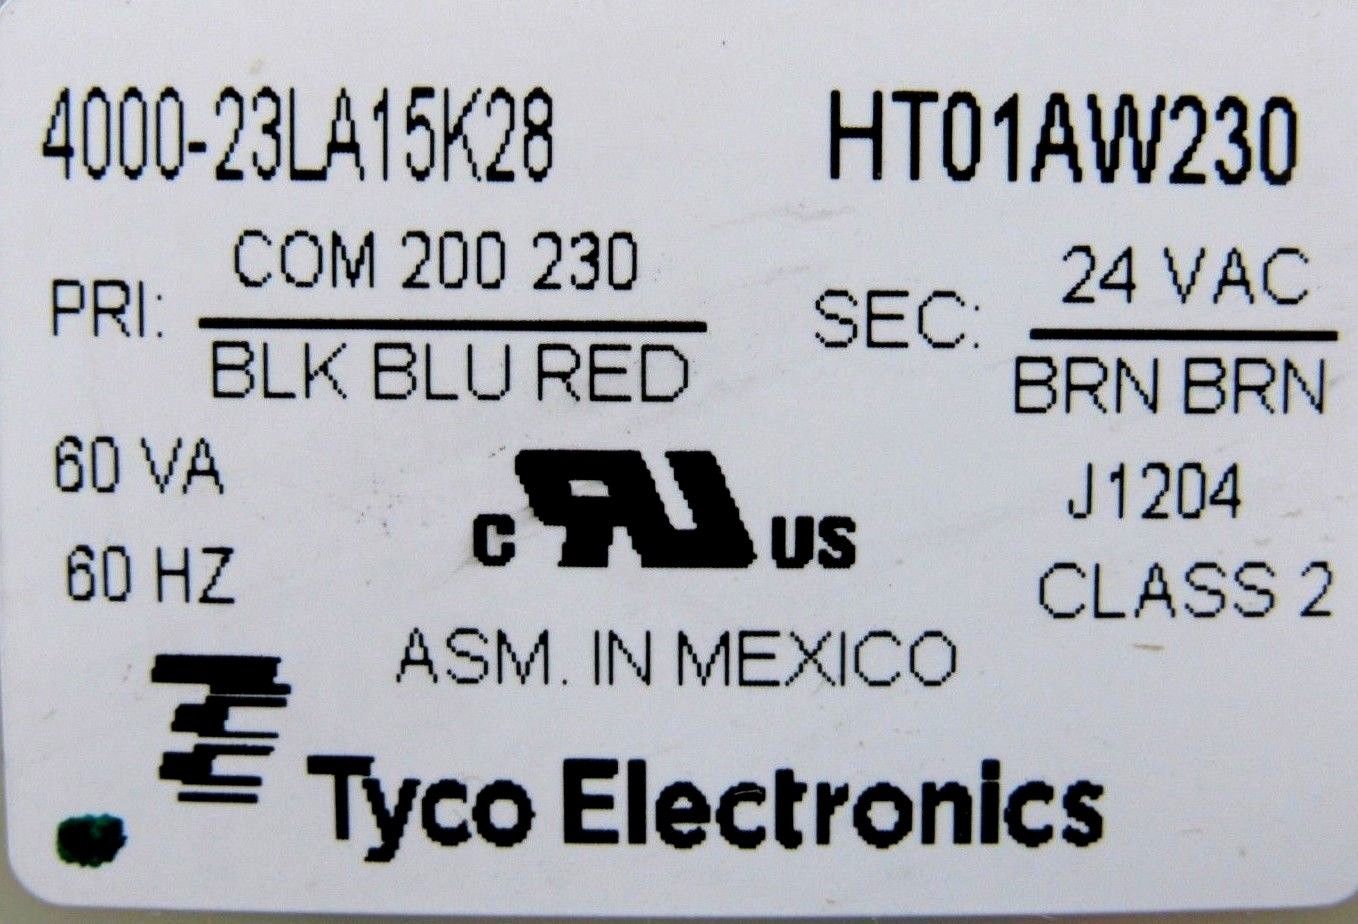 4000-23LA15K28 HT01AW230
PRI: COM 200 230
BLK BLU RED
SEC: 24 VAC
BRN BRN
60 VA
60 HZ
c RU US
J1204
CLASS 2
ASM. IN MEXICO
Tyco Electronics